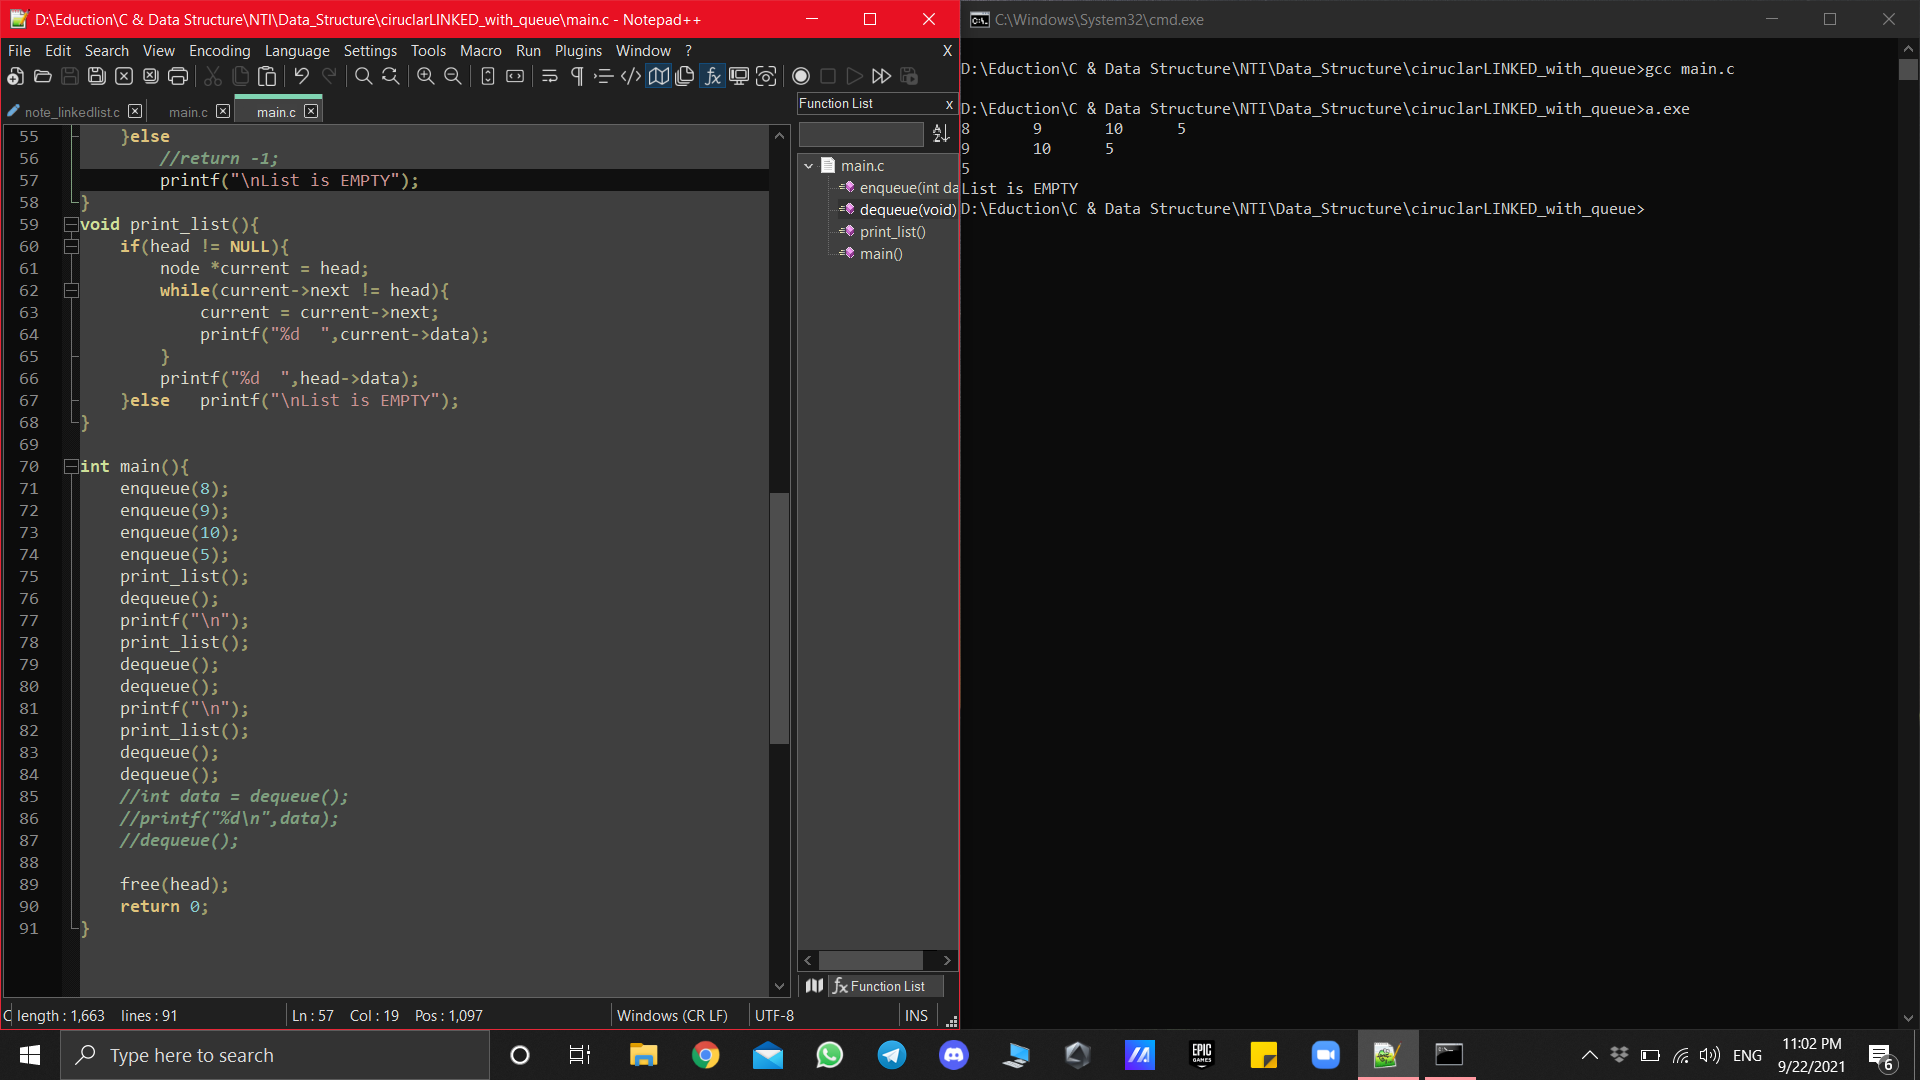 D:\Eduction\C & Data Structure\NTI\Data_Structure\ciruclarLINKED_with_queue\main.c - Notepad++
File Edit Search View Encoding Language Settings Tools Macro Run Plugins Window ? X
note_linkedlist.c main.c main.c
55 }else
56 //return -1;
57 printf("\nList is EMPTY");
58 }
59 void print_list(){
60 if(head != NULL){
61 node *current = head;
62 while(current->next != head){
63 current = current->next;
64 printf("%d  ",current->data);
65 }
66 printf("%d  ",head->data);
67 }else   printf("\nList is EMPTY");
68 }
69
70 int main(){
71 enqueue(8);
72 enqueue(9);
73 enqueue(10);
74 enqueue(5);
75 print_list();
76 dequeue();
77 printf("\n");
78 print_list();
79 dequeue();
80 dequeue();
81 printf("\n");
82 print_list();
83 dequeue();
84 dequeue();
85 //int data = dequeue();
86 //printf("%d\n",data);
87 //dequeue();
88
89 free(head);
90 return 0;
91 }
Function List x
main.c
enqueue(int da
dequeue(void)
print_list()
main()
Function List
C length : 1,663 lines : 91 Ln : 57 Col : 19 Pos : 1,097 Windows (CR LF) UTF-8 INS
C:\Windows\System32\cmd.exe
D:\Eduction\C & Data Structure\NTI\Data_Structure\ciruclarLINKED_with_queue>gcc main.c
D:\Eduction\C & Data Structure\NTI\Data_Structure\ciruclarLINKED_with_queue>a.exe
8 9 10 5
9 10 5
5
List is EMPTY
D:\Eduction\C & Data Structure\NTI\Data_Structure\ciruclarLINKED_with_queue>
Type here to search
EPIC GAMES
ENG
11:02 PM
9/22/2021
6